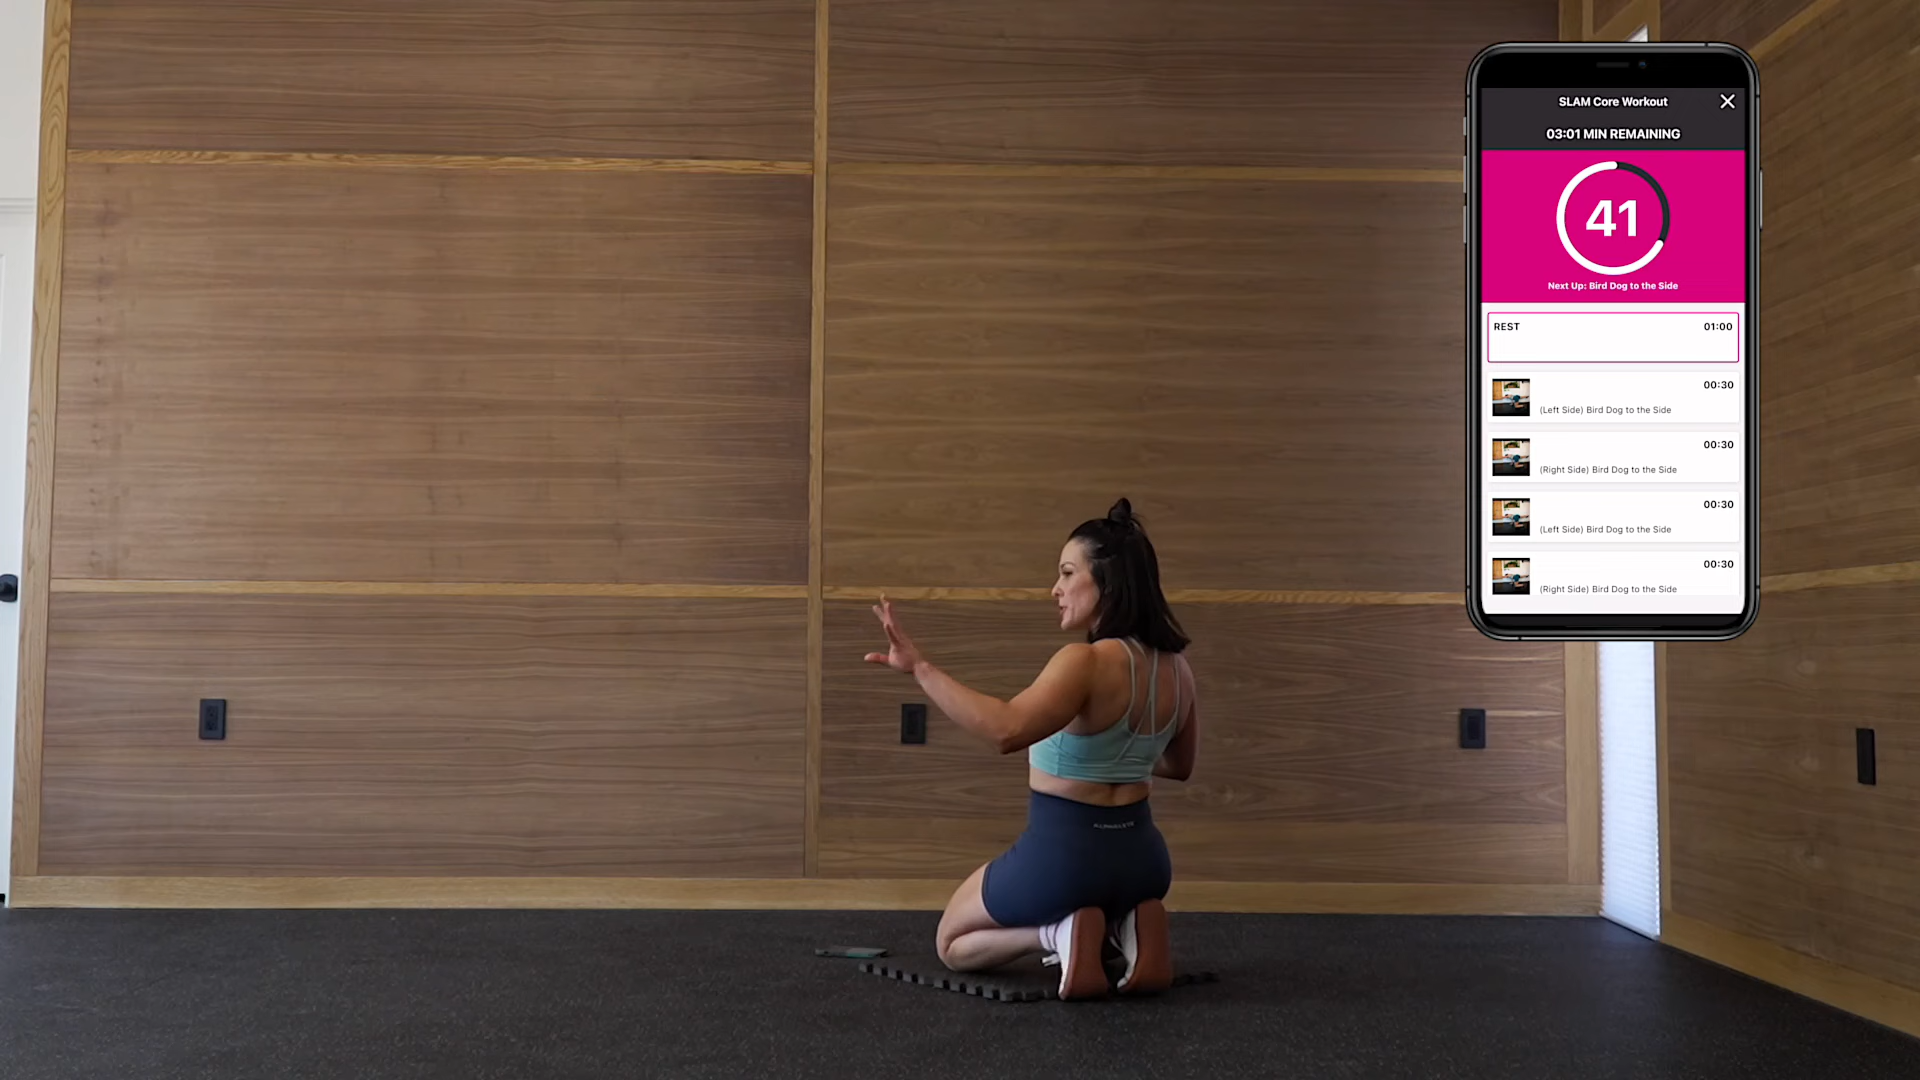 SLAM Core Workout
03:01 MIN REMAINING
41
Next Up: Bird Dog to the Side
REST 01:00
00:30
(Left Side) Bird Dog to the Side
00:30
(Right Side) Bird Dog to the Side
00:30
(Left Side) Bird Dog to the Side
00:30
(Right Side) Bird Dog to the Side
ALPHALETE